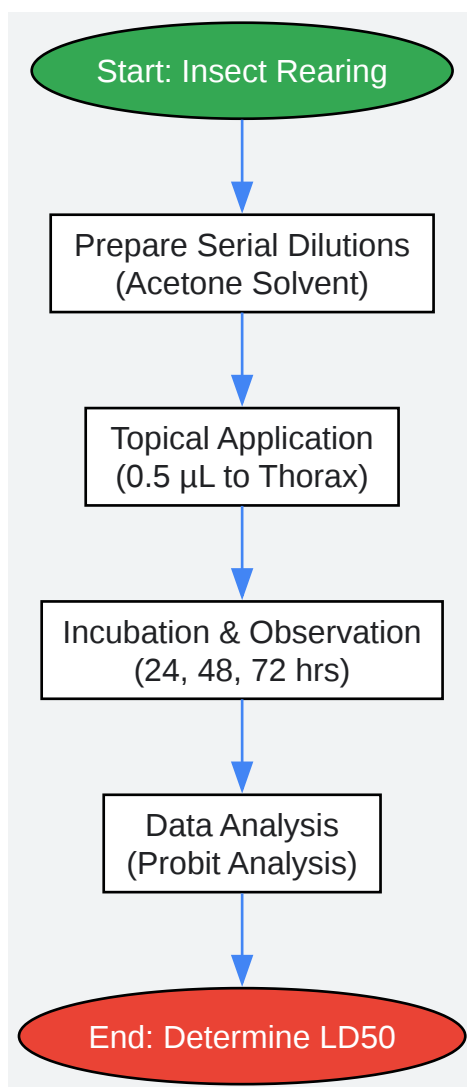 Start: Insect Rearing
Prepare Serial Dilutions
(Acetone Solvent)
Topical Application
(0.5 µL to Thorax)
Incubation & Observation
(24, 48, 72 hrs)
Data Analysis
(Probit Analysis)
End: Determine LD50